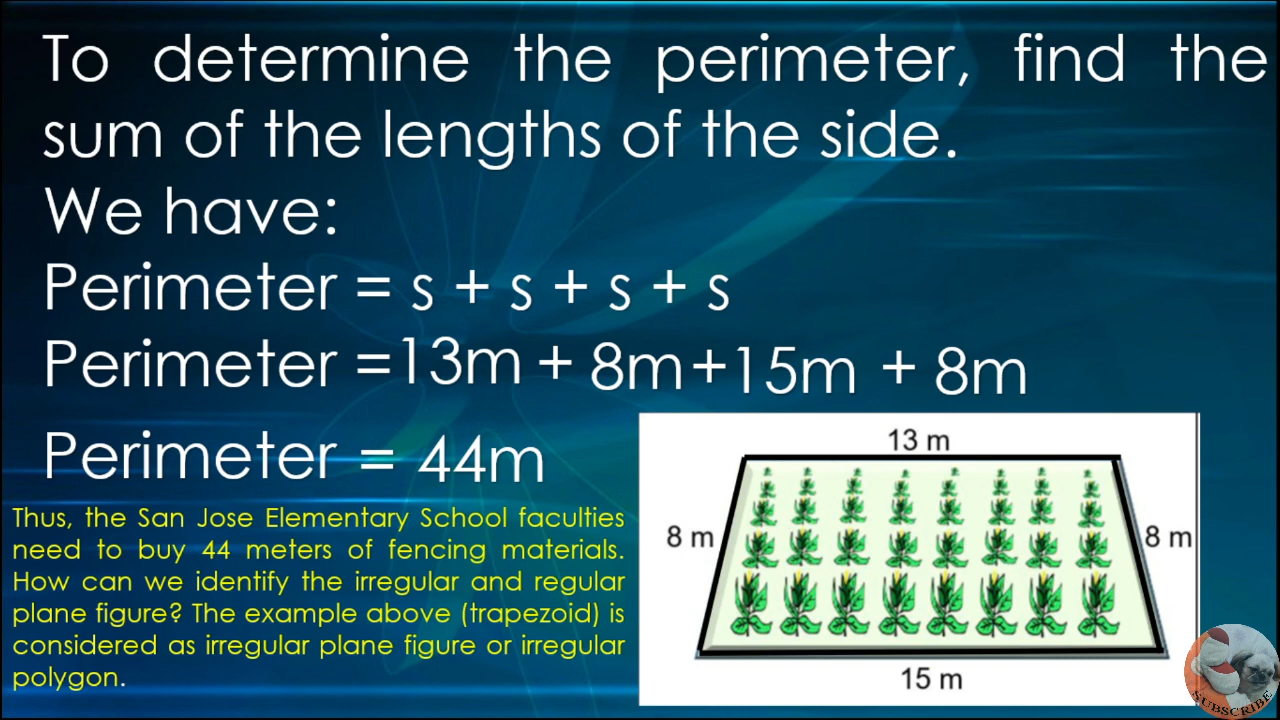 To determine the perimeter, find the
sum of the lengths of the side.
We have:
Perimeter = s + s + s + s
Perimeter =13m + 8m+15m + 8m
Perimeter = 44m
Thus, the San Jose Elementary School faculties
need to buy 44 meters of fencing materials.
How can we identify the irregular and regular
plane figure? The example above (trapezoid) is
considered as irregular plane figure or irregular
polygon.
13 m
8 m
8 m
15 m
SUBSCRIBE